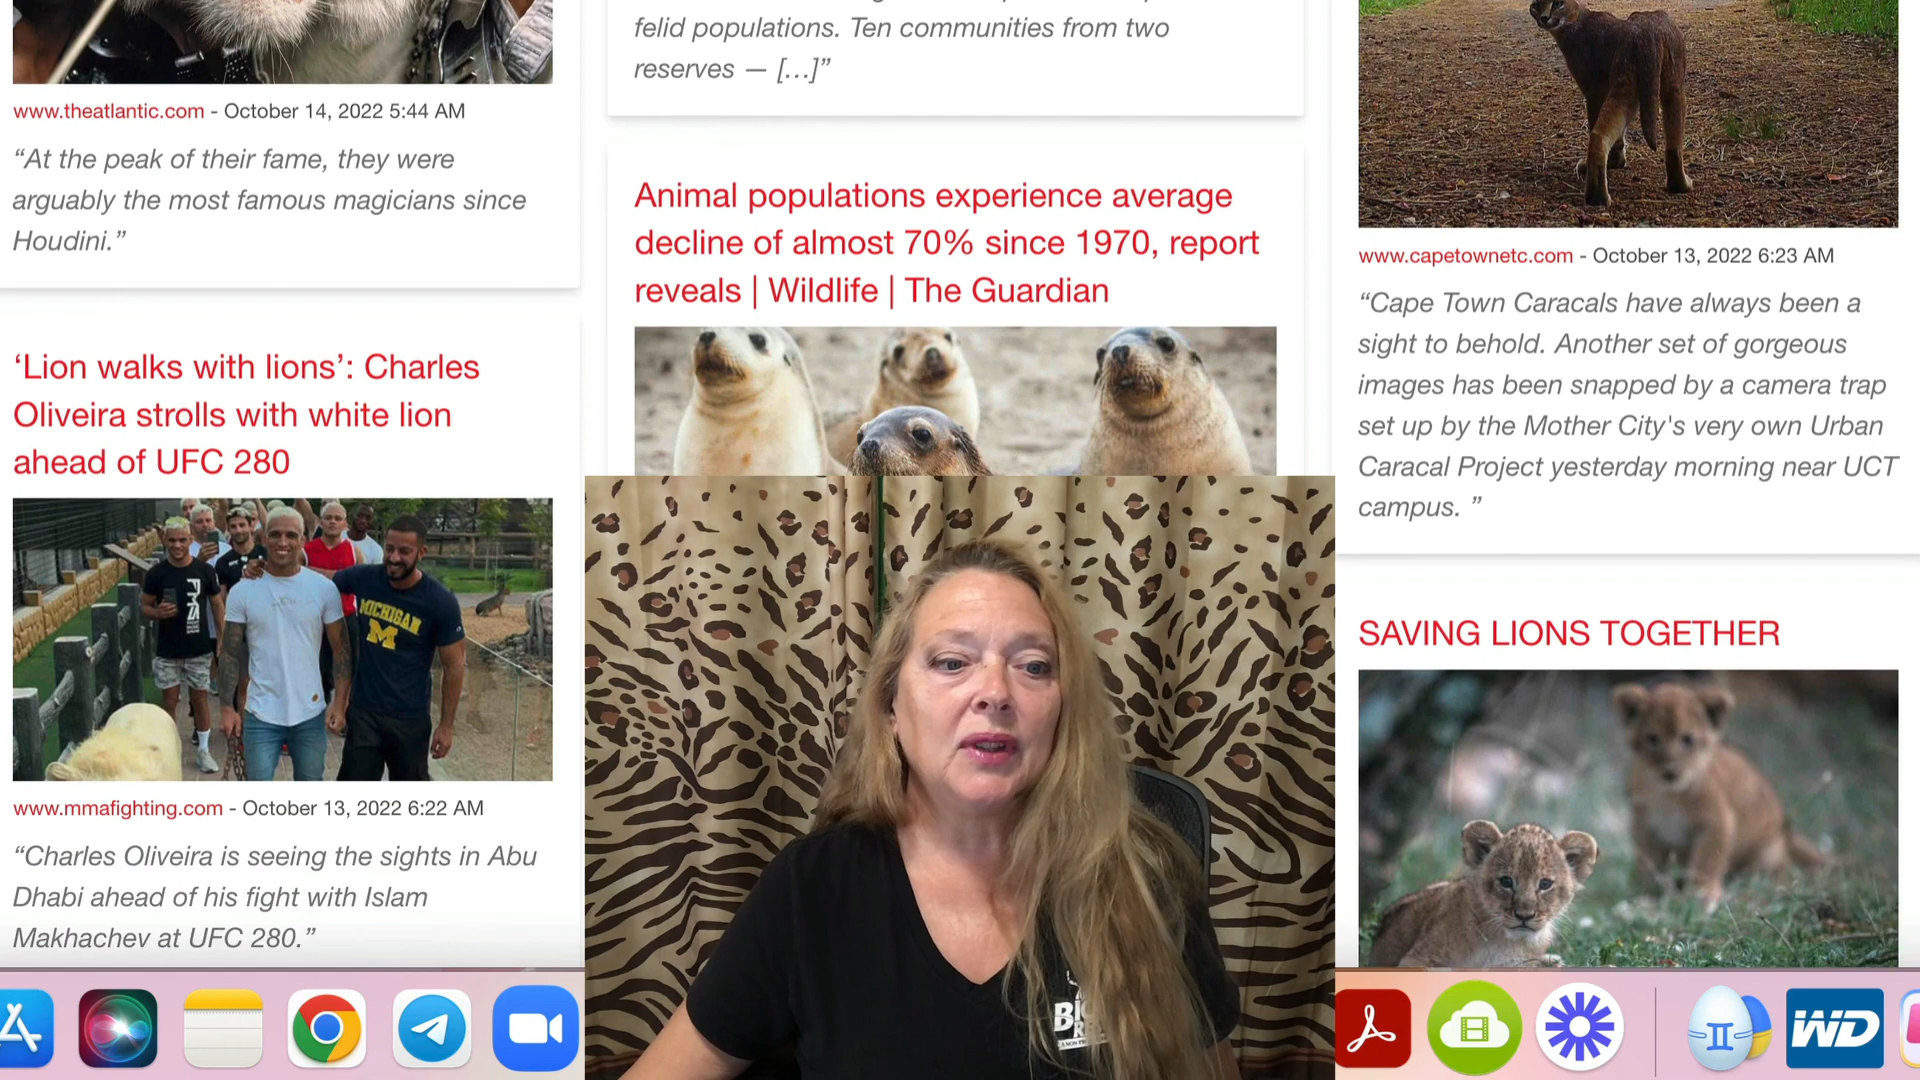 www.theatlantic.com - October 14, 2022 5:44 AM
“At the peak of their fame, they were
arguably the most famous magicians since
Houdini.”
‘Lion walks with lions’: Charles
Oliveira strolls with white lion
ahead of UFC 280
MICHIGAN
M
www.mmafighting.com - October 13, 2022 6:22 AM
“Charles Oliveira is seeing the sights in Abu
Dhabi ahead of his fight with Islam
Makhachev at UFC 280.”
felid populations. Ten communities from two
reserves — [...]”
Animal populations experience average
decline of almost 70% since 1970, report
reveals | Wildlife | The Guardian
www.capetownetc.com - October 13, 2022 6:23 AM
“Cape Town Caracals have always been a
sight to behold. Another set of gorgeous
images has been snapped by a camera trap
set up by the Mother City's very own Urban
Caracal Project yesterday morning near UCT
campus. ”
SAVING LIONS TOGETHER
WD